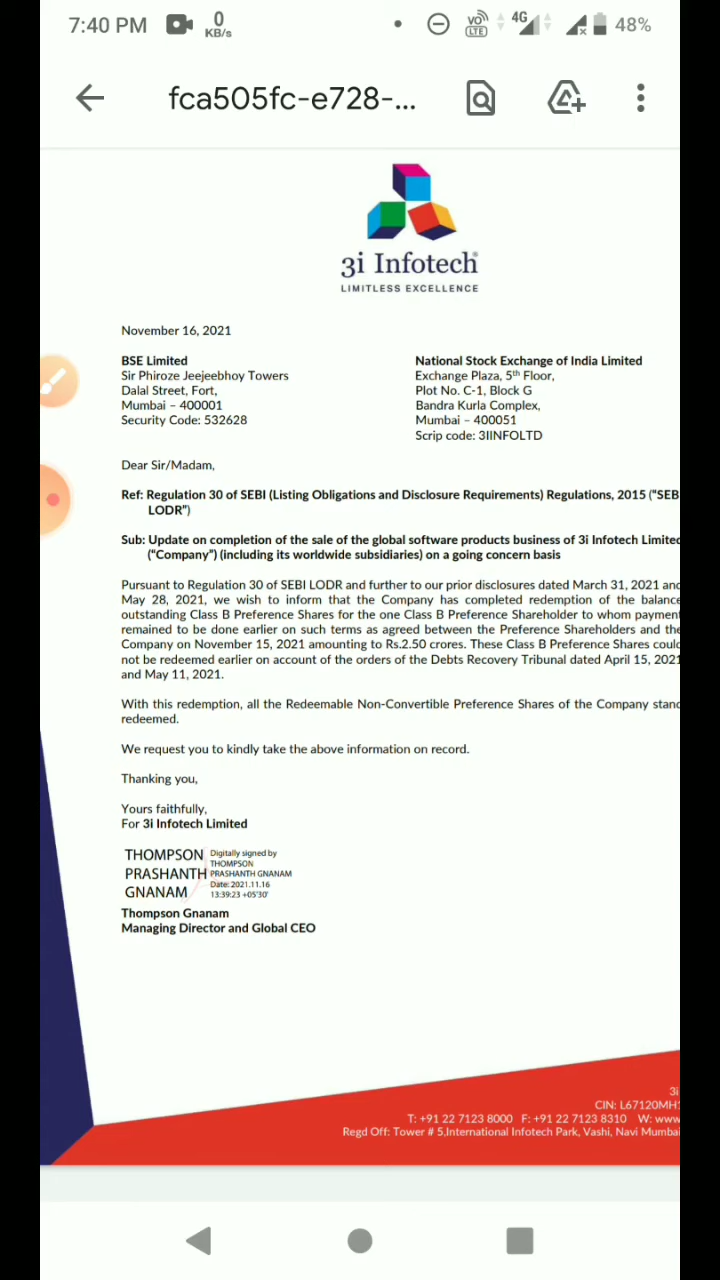 7:40 PM 0 KB/s VO LTE 4G 48%
fca505fc-e728-...
3i Infotech®
LIMITLESS EXCELLENCE
November 16, 2021
BSE Limited
Sir Phiroze Jeejeebhoy Towers
Dalal Street, Fort,
Mumbai – 400001
Security Code: 532628
National Stock Exchange of India Limited
Exchange Plaza, 5th Floor,
Plot No. C-1, Block G
Bandra Kurla Complex,
Mumbai – 400051
Scrip code: 3IINFOLTD
Dear Sir/Madam,
Ref: Regulation 30 of SEBI (Listing Obligations and Disclosure Requirements) Regulations, 2015 ("SEB
LODR")
Sub: Update on completion of the sale of the global software products business of 3i Infotech Limited
("Company") (including its worldwide subsidiaries) on a going concern basis
Pursuant to Regulation 30 of SEBI LODR and further to our prior disclosures dated March 31, 2021 and
May 28, 2021, we wish to inform that the Company has completed redemption of the balance
outstanding Class B Preference Shares for the one Class B Preference Shareholder to whom payment
remained to be done earlier on such terms as agreed between the Preference Shareholders and the
Company on November 15, 2021 amounting to Rs.2.50 crores. These Class B Preference Shares could
not be redeemed earlier on account of the orders of the Debts Recovery Tribunal dated April 15, 2021
and May 11, 2021.
With this redemption, all the Redeemable Non-Convertible Preference Shares of the Company stand
redeemed.
We request you to kindly take the above information on record.
Thanking you,
Yours faithfully,
For 3i Infotech Limited
THOMPSON
PRASHANTH
GNANAM
Digitally signed by
THOMPSON
PRASHANTH GNANAM
Date: 2021.11.16
13:39:23 +05'30'
Thompson Gnanam
Managing Director and Global CEO
3i
CIN: L67120MH1
T: +91 22 7123 8000 F: +91 22 7123 8310 W: www
Regd Off: Tower # 5,International Infotech Park, Vashi, Navi Mumbai